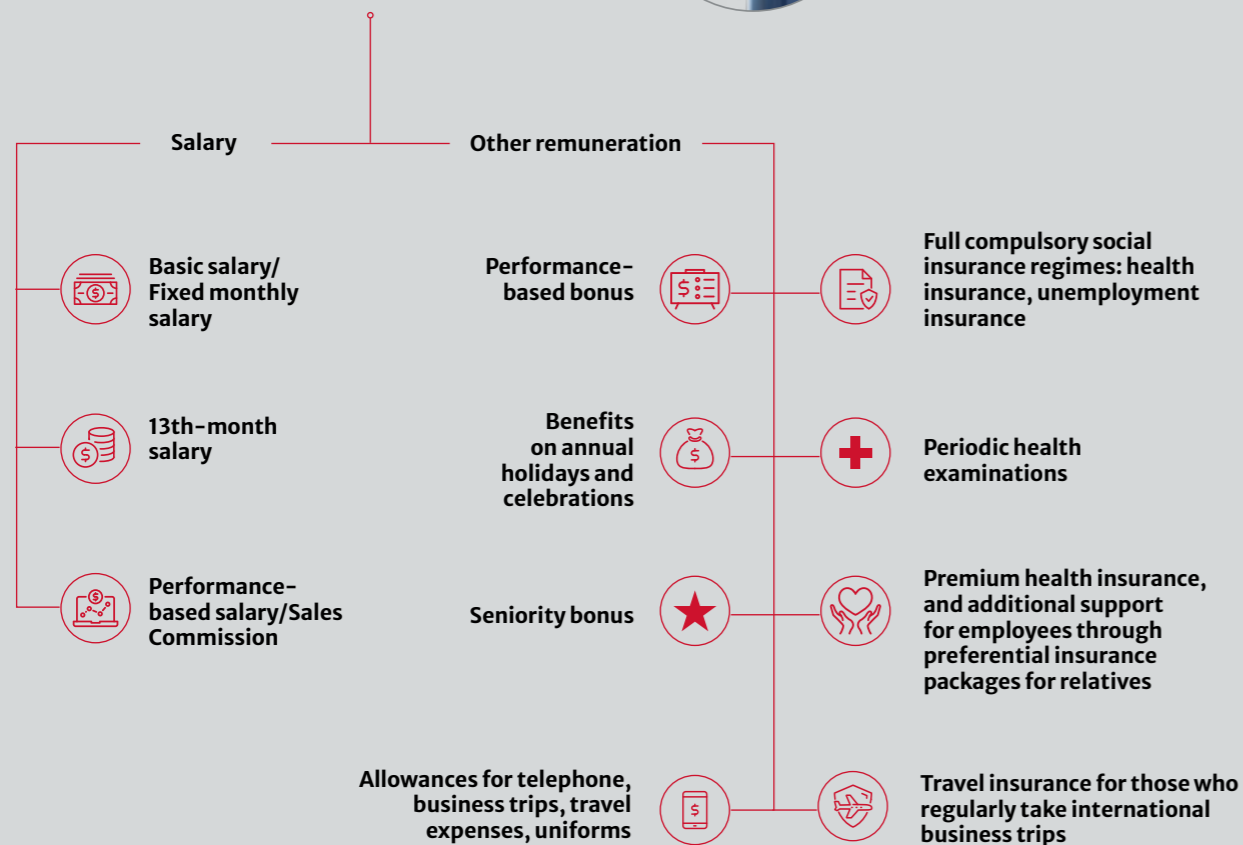 Salary
Basic salary/
Fixed monthly
salary
13th-month
salary
Performance-
based salary/Sales
Commission
Other remuneration
Performance-
based bonus
Benefits
on annual
holidays and
celebrations
Seniority bonus
Allowances for telephone,
business trips, travel
expenses, uniforms
Full compulsory social
insurance regimes: health
insurance, unemployment
insurance
Periodic health
examinations
Premium health insurance,
and additional support
for employees through
preferential insurance
packages for relatives
Travel insurance for those who
regularly take international
business trips